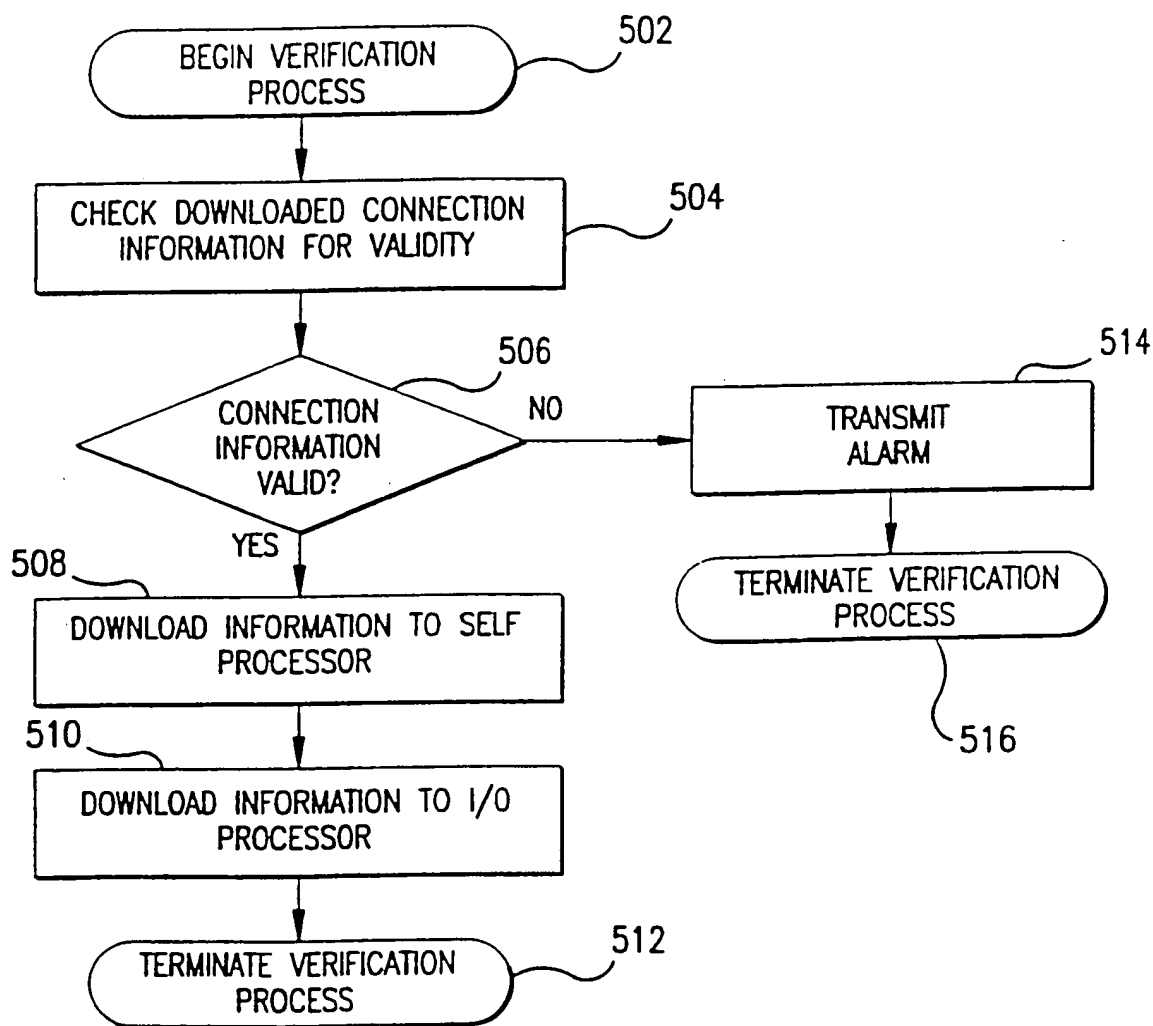 BEGIN VERIFICATION
PROCESS
502
CHECK DOWNLOADED CONNECTION
INFORMATION FOR VALIDITY
504
CONNECTION
INFORMATION
VALID?
506
NO
YES
TRANSMIT
ALARM
514
TERMINATE VERIFICATION
PROCESS
516
508
DOWNLOAD INFORMATION TO SELF
PROCESSOR
510
DOWNLOAD INFORMATION TO I/O
PROCESSOR
TERMINATE VERIFICATION
PROCESS
512